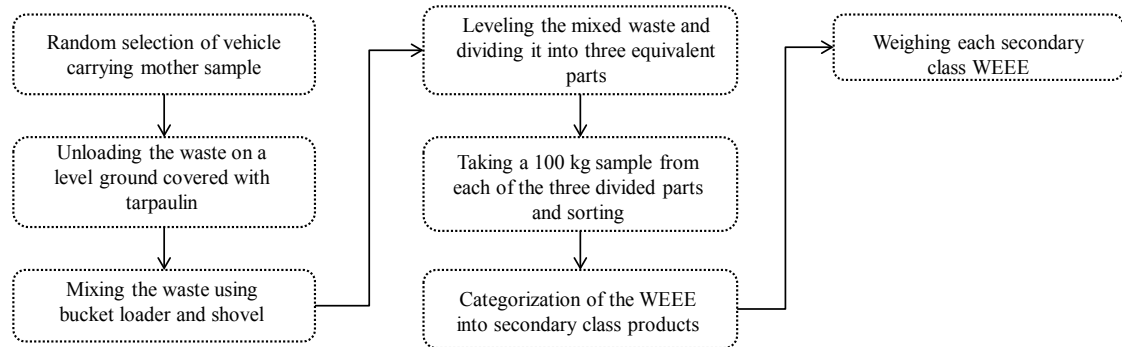 Random selection of vehicle
carrying mother sample
Unloading the waste on a
level ground covered with
tarpaulin
Mixing the waste using
bucket loader and shovel
Leveling the mixed waste and
dividing it into three equivalent
parts
Taking a 100 kg sample from
each of the three divided parts
and sorting
Categorization of the WEEE
into secondary class products
Weighing each secondary
class WEEE